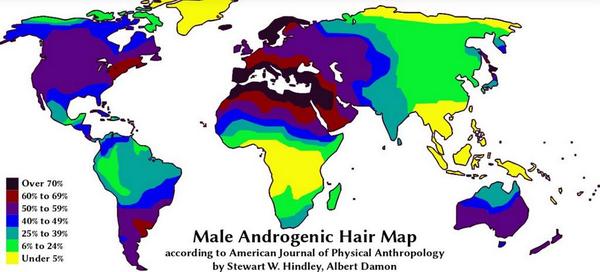 Over 70%
60% to 69%
50% to 59%
40% to 49%
25% to 39%
6% to 24%
Under 5%
Male Androgenic Hair Map
according to American Journal of Physical Anthropology
by Stewart W. Hindley, Albert Damon